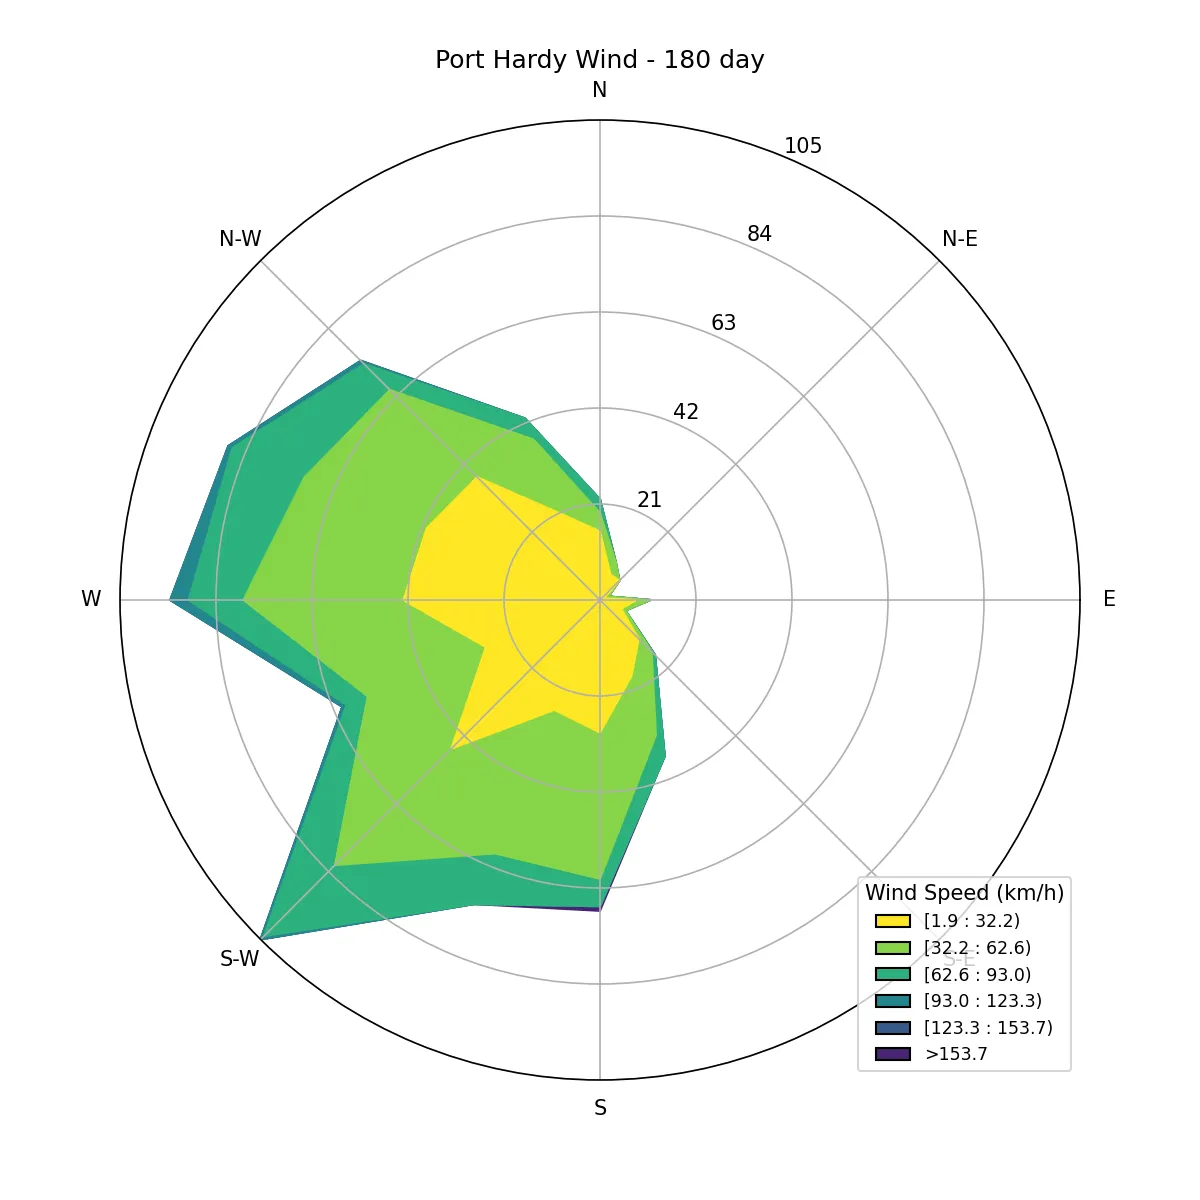 Port Hardy Wind - 180 day
N
105
84
N-W
N-E
63
42
21
W
E
Wind Speed (km/h)
[1.9 : 32.2)
[32.2 : 62.6)
S-W
S-E
[62.6 : 93.0)
[93.0 : 123.3)
[123.3 : 153.7)
>153.7
S